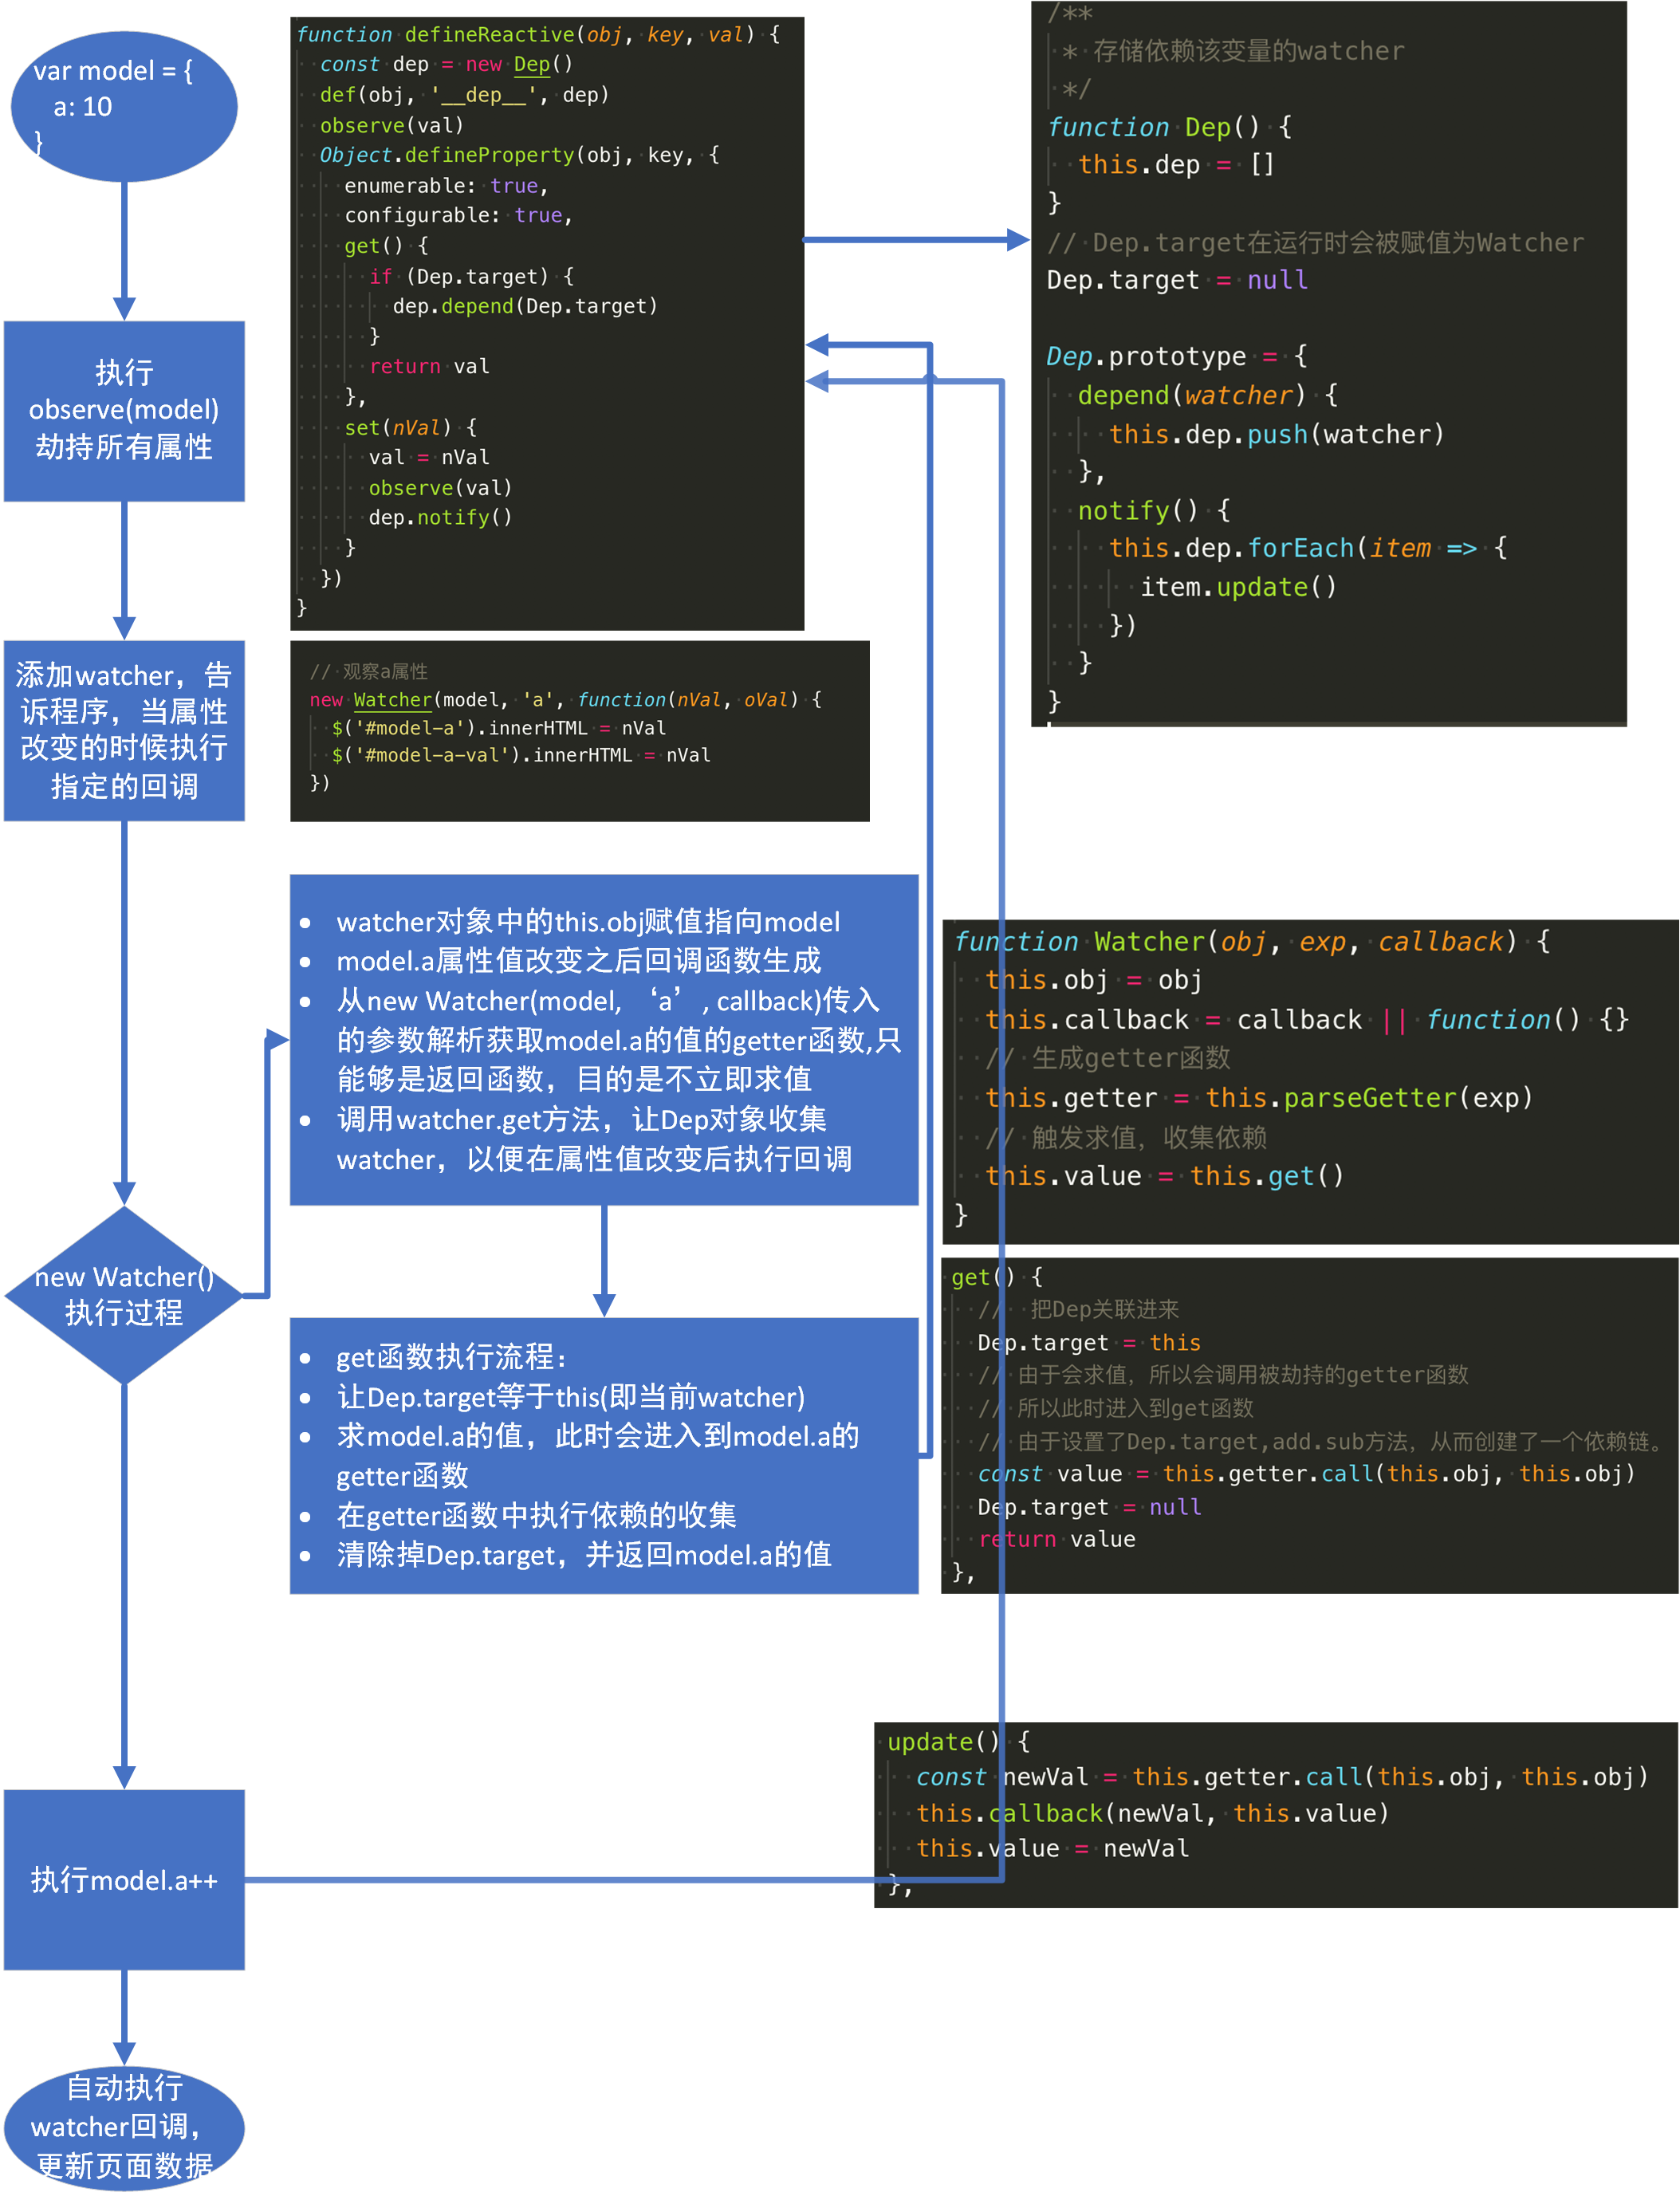 var model = {
a: 10
}
执行
observe(model)
劫持所有属性
添加watcher，告
诉程序，当属性
改变的时候执行
指定的回调
new Watcher()
执行过程
执行model.a++
自动执行
watcher回调，
更新页面数据
function defineReactive(obj, key, val) {
const dep = new Dep()
def(obj, '__dep__', dep)
observe(val)
Object.defineProperty(obj, key, {
enumerable: true,
configurable: true,
get() {
if (Dep.target) {
dep.depend(Dep.target)
}
return val
},
set(nVal) {
val = nVal
observe(val)
dep.notify()
}
})
}
// 观察a属性
new Watcher(model, 'a', function(nVal, oVal) {
$('#model-a').innerHTML = nVal
$('#model-a-val').innerHTML = nVal
})
• watcher对象中的this.obj赋值指向model
• model.a属性值改变之后回调函数生成
• 从new Watcher(model, ‘a’, callback)传入
的参数解析获取model.a的值的getter函数,只
能够是返回函数，目的是不立即求值
• 调用watcher.get方法，让Dep对象收集
watcher，以便在属性值改变后执行回调
• get函数执行流程：
• 让Dep.target等于this(即当前watcher)
• 求model.a的值，此时会进入到model.a的
getter函数
• 在getter函数中执行依赖的收集
• 清除掉Dep.target，并返回model.a的值
/**
* 存储依赖该变量的watcher
*/
function Dep() {
this.dep = []
}
// Dep.target在运行时会被赋值为Watcher
Dep.target = null
Dep.prototype = {
depend(watcher) {
this.dep.push(watcher)
},
notify() {
this.dep.forEach(item => {
item.update()
})
}
}
function Watcher(obj, exp, callback) {
this.obj = obj
this.callback = callback || function() {}
// 生成getter函数
this.getter = this.parseGetter(exp)
// 触发求值，收集依赖
this.value = this.get()
}
get() {
// 把Dep关联进来
Dep.target = this
// 由于会求值，所以会调用被劫持的getter函数
// 所以此时进入到get函数
// 由于设置了Dep.target,add.sub方法，从而创建了一个依赖链。
const value = this.getter.call(this.obj, this.obj)
Dep.target = null
return value
},
update() {
const newVal = this.getter.call(this.obj, this.obj)
this.callback(newVal, this.value)
this.value = newVal
},